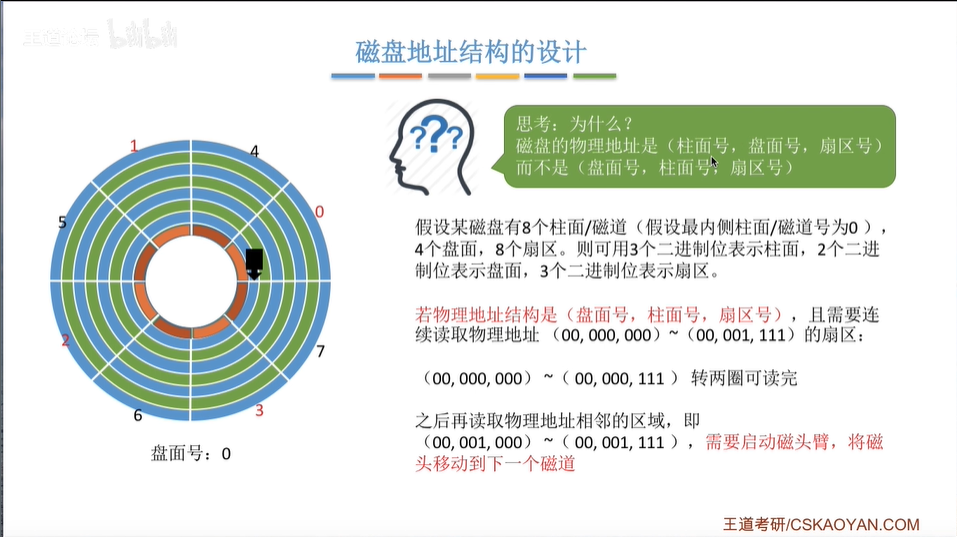 bilibili
磁盘地址结构的设计
???
思考：为什么？
磁盘的物理地址是（柱面号，盘面号，扇区号）
而不是（盘面号，柱面号，扇区号）
1
4
0
5
2
7
6
3
盘面号：0
假设某磁盘有8个柱面/磁道（假设最内侧柱面/磁道号为0），
4个盘面，8个扇区。则可用3个二进制位表示柱面，2个二进
制位表示盘面，3个二进制位表示扇区。
若物理地址结构是（盘面号，柱面号，扇区号），且需要连
续读取物理地址（00, 000, 000）~（00, 001, 111）的扇区：
（00, 000, 000）~（00, 000, 111）转两圈可读完
之后再读取物理地址相邻的区域，即
（00, 001, 000）~（00, 001, 111），需要启动磁头臂，将磁
头移动到下一个磁道
王道考研/CSKAOYAN.COM